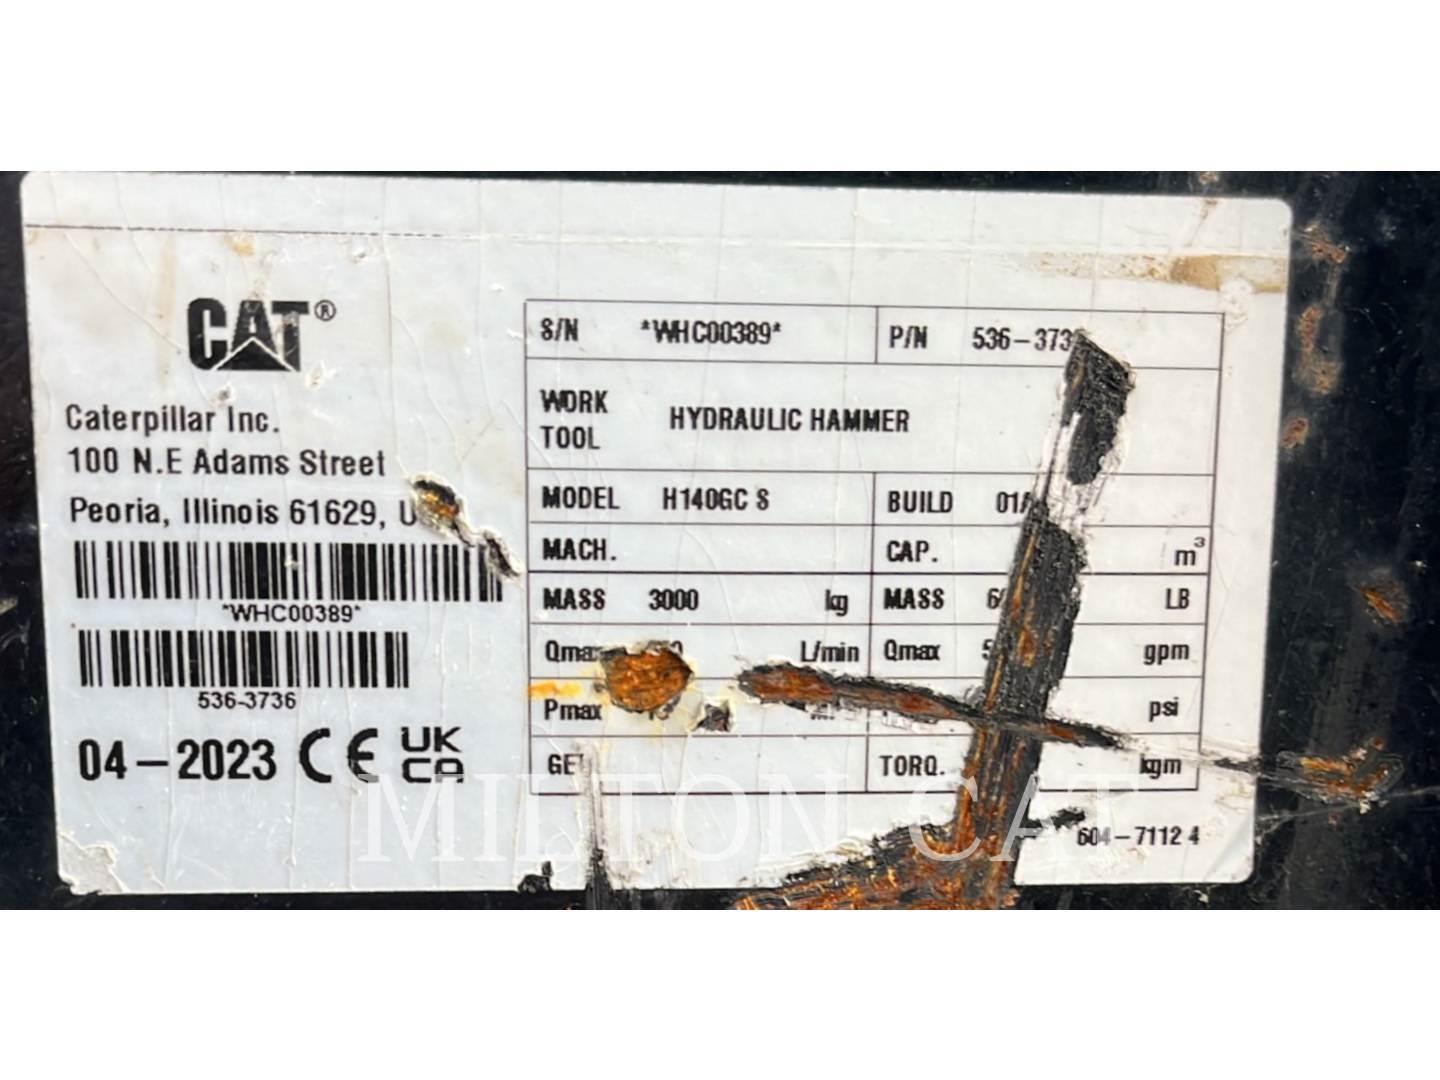 CAT®
Caterpillar Inc.
100 N.E Adams Street
Peoria, Illinois 61629,
*WHC00389*
536-3736
04-2023 CE UKCA
S/N *WHC00389* P/N 536-373
WORK TOOL HYDRAULIC HAMMER
MODEL H140GC S BUILD
MACH. CAP. m³
MASS 3000 kg MASS LB
L/min Qmax gpm
Pmax psi
TORQ. kgm
604-7112 4
MILTON CAT